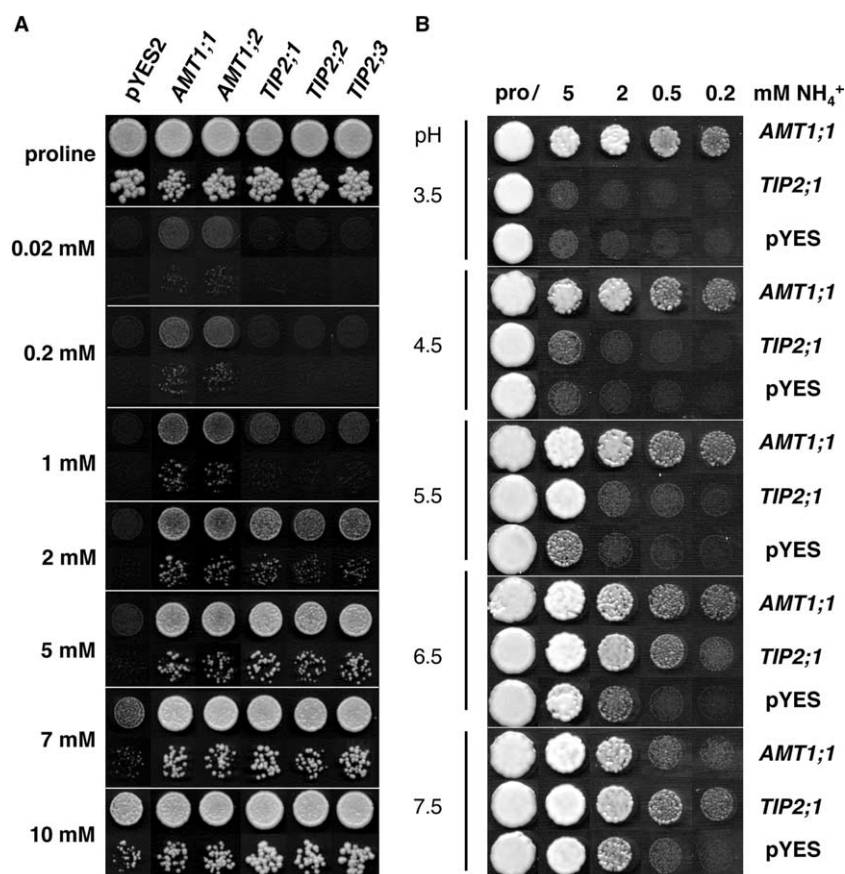 A
pYES2 AMT1;1 AMT1;2 TIP2;1 TIP2;2 TIP2;3
proline
0.02 mM
0.2 mM
1 mM
2 mM
5 mM
7 mM
10 mM
B
pro/ 5 2 0.5 0.2 mM NH₄⁺
pH
3.5
AMT1;1
TIP2;1
pYES
4.5
AMT1;1
TIP2;1
pYES
5.5
AMT1;1
TIP2;1
pYES
6.5
AMT1;1
TIP2;1
pYES
7.5
AMT1;1
TIP2;1
pYES